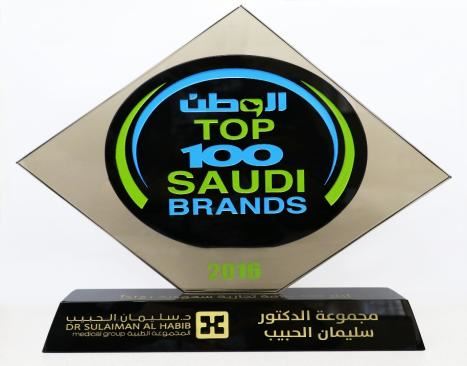 الوطن
TOP
100
SAUDI
BRANDS
2016
مجموعة الدكتور
سليمان الحبيب
د. سليمان الحبيب
DR SULAIMAN AL HABIB
medical group المجموعة الطبية